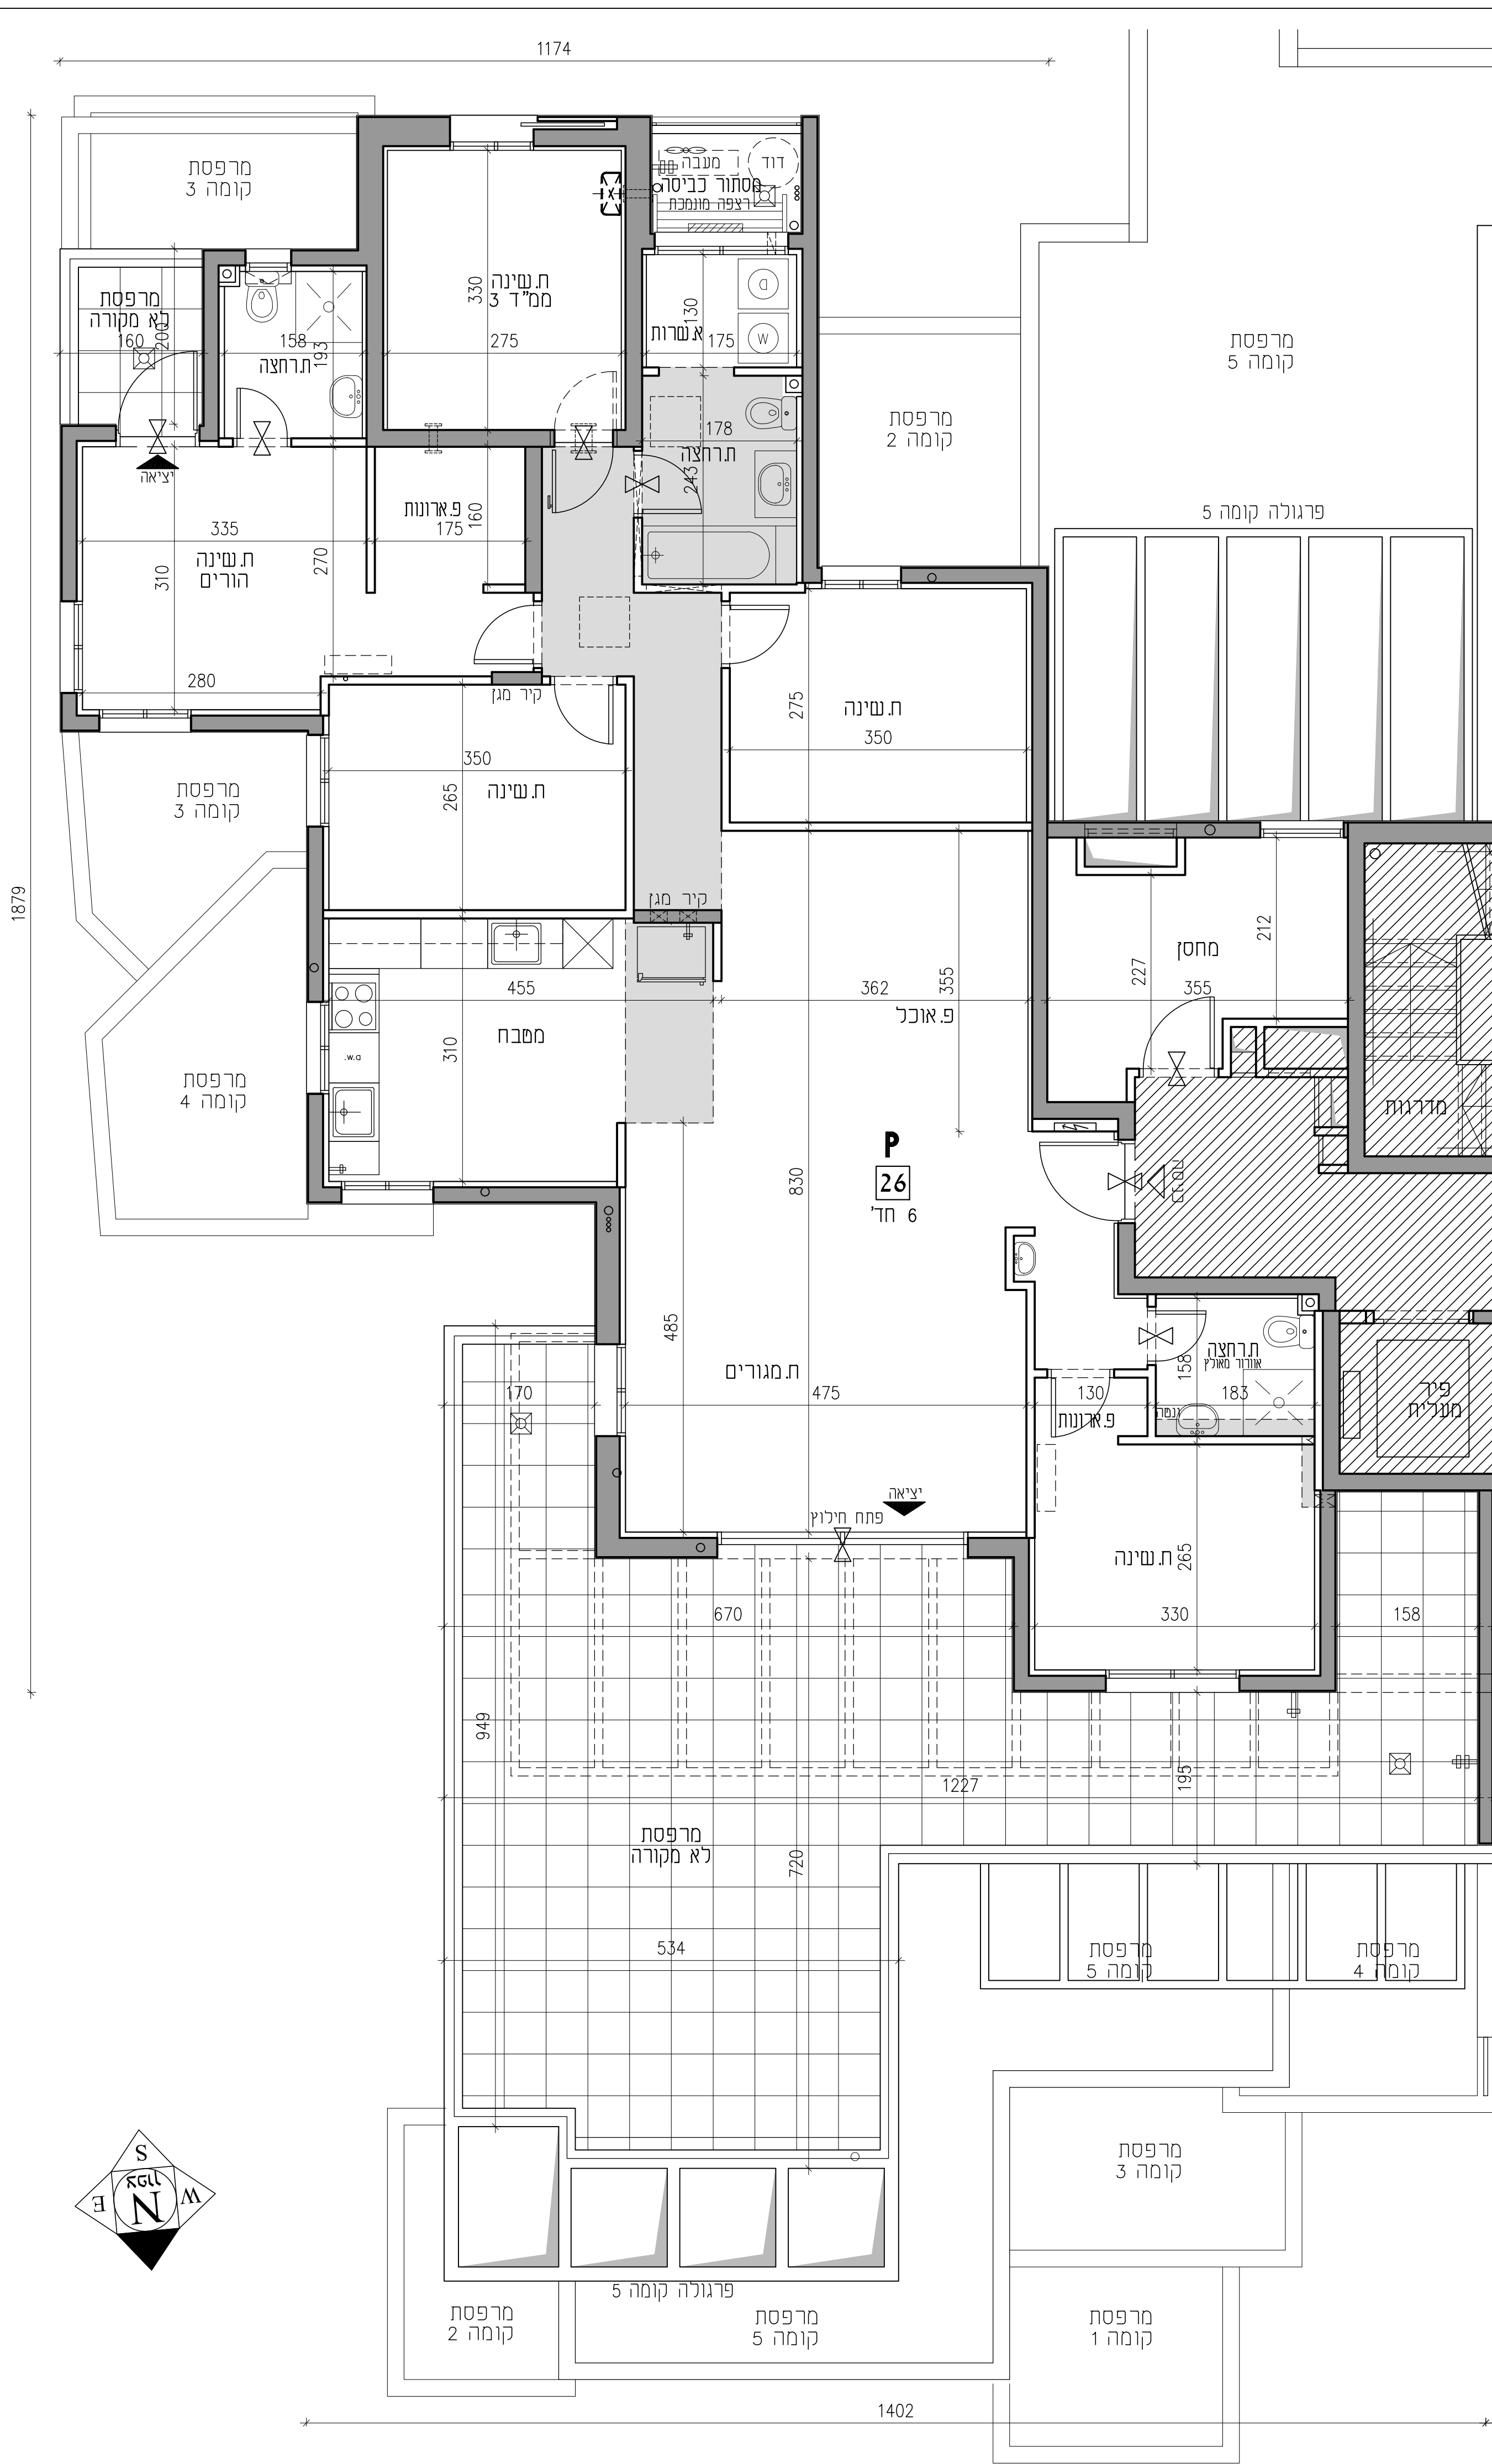 1174
מרפסת
קומה 3
מעבה
דוד
מסתור כביסה
רצפה מונמכת
ח.שינה
ממ"ד 3
330
275
מרפסת
לא מקורה
160
200
158
193
ח.רחצה
130
א.שרות
175
D
W
מרפסת
קומה 5
מרפסת
קומה 2
178
ח.רחצה
243
יציאה
פ.ארונות
175
160
335
ח.שינה
הורים
310
270
280
פרגולה קומה 5
קיר מגן
275
ח.שינה
350
350
265
ח.שינה
מרפסת
קומה 3
1879
קיר מגן
מחסן
212
227
355
455
362
355
פ.אוכל
מטבח
310
D.W.
מרפסת
קומה 4
מדרגות
P
26
6 חד'
830
כניסה
485
ח.מגורים
475
170
ח.רחצה
אוורור מאולץ
158
183
130
פ.ארונות
הנמכה
פיר
מעלית
יציאה
פתח חילוץ
ח.שינה
265
330
670
158
949
1227
195
מרפסת
לא מקורה
720
534
מרפסת
קומה 5
מרפסת
קומה 4
S
צפון
N
E
W
מרפסת
קומה 3
פרגולה קומה 5
מרפסת
קומה 2
מרפסת
קומה 5
מרפסת
קומה 1
1402